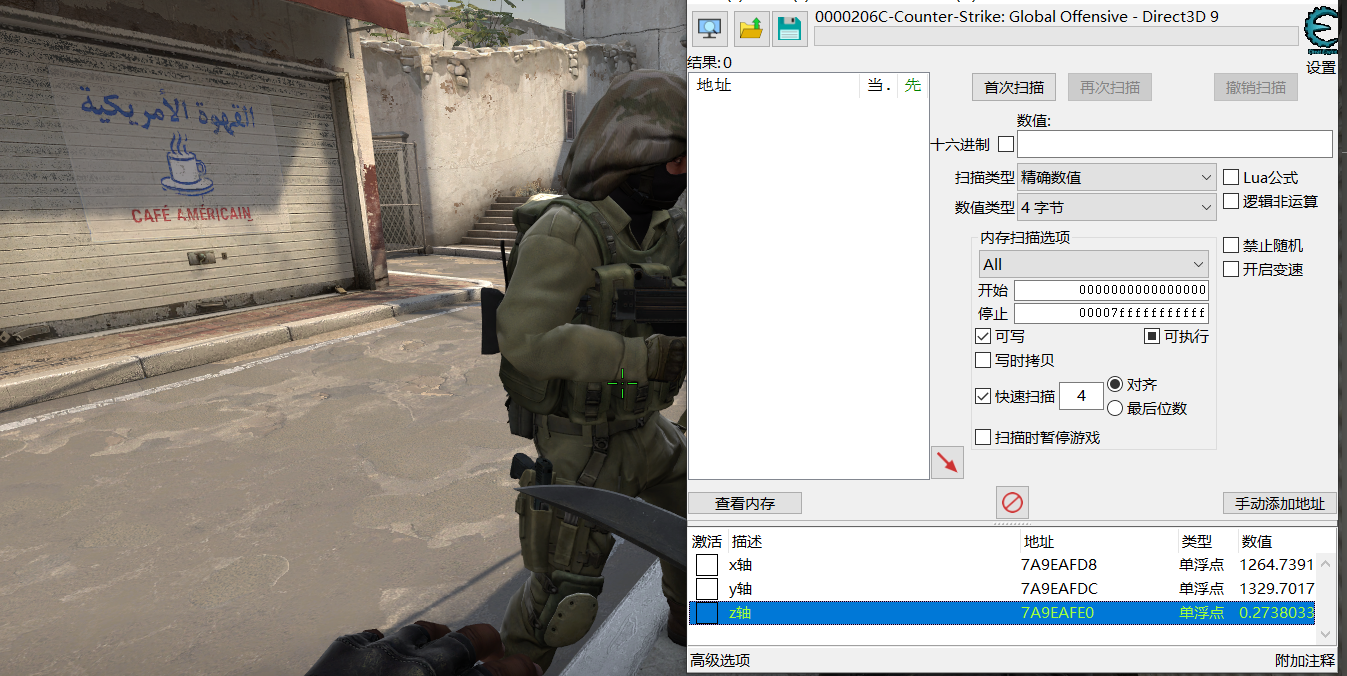 القهوة الأمريكية
CAFÉ AMÉRICAIN
0000206C-Counter-Strike: Global Offensive - Direct3D 9
设置
结果:0
地址 当. 先
首次扫描 再次扫描 撤销扫描
数值:
十六进制
扫描类型 精确数值 Lua公式
数值类型 4 字节 逻辑非运算
内存扫描选项
All
禁止随机
开启变速
开始 0000000000000000
停止 00007fffffffffff
可写 可执行
写时拷贝
快速扫描 4 对齐
最后位数
扫描时暂停游戏
查看内存 手动添加地址
激活 描述 地址 类型 数值
x轴 7A9EAFD8 单浮点 1264.7391
y轴 7A9EAFDC 单浮点 1329.7017
z轴 7A9EAFE0 单浮点 0.2738033
高级选项 附加注释